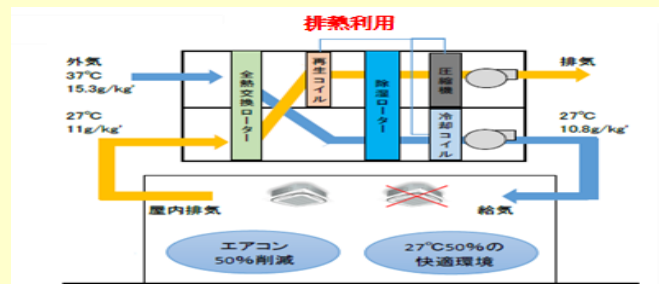 排熱利用
外気
37℃
15.3g/kg'
27℃
11g/kg'
全熱交換ローター
再生コイル
除湿ローター
圧縮機
冷却コイル
排気
27℃
10.8g/kg'
屋内排気
給気
エアコン
50%削減
27℃50%の
快適環境